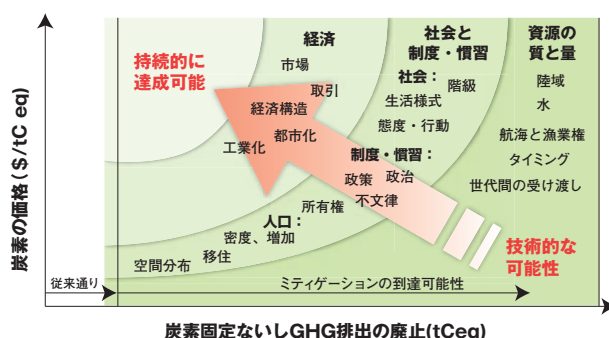 炭素の価格($/tC eq)
持続的に
達成可能
経済
市場
取引
経済構造
都市化
工業化
社会と
制度・慣習
社会:
階級
生活様式
態度・行動
制度・慣習:
政策
政治
不文律
所有権
人口:
密度、増加
移住
空間分布
資源の
質と量
陸域
水
航海と漁業権
タイミング
世代間の受け渡し
技術的な
可能性
従来通り
ミティゲーションの到達可能性
炭素固定ないしGHG排出の廃止(tCeq)